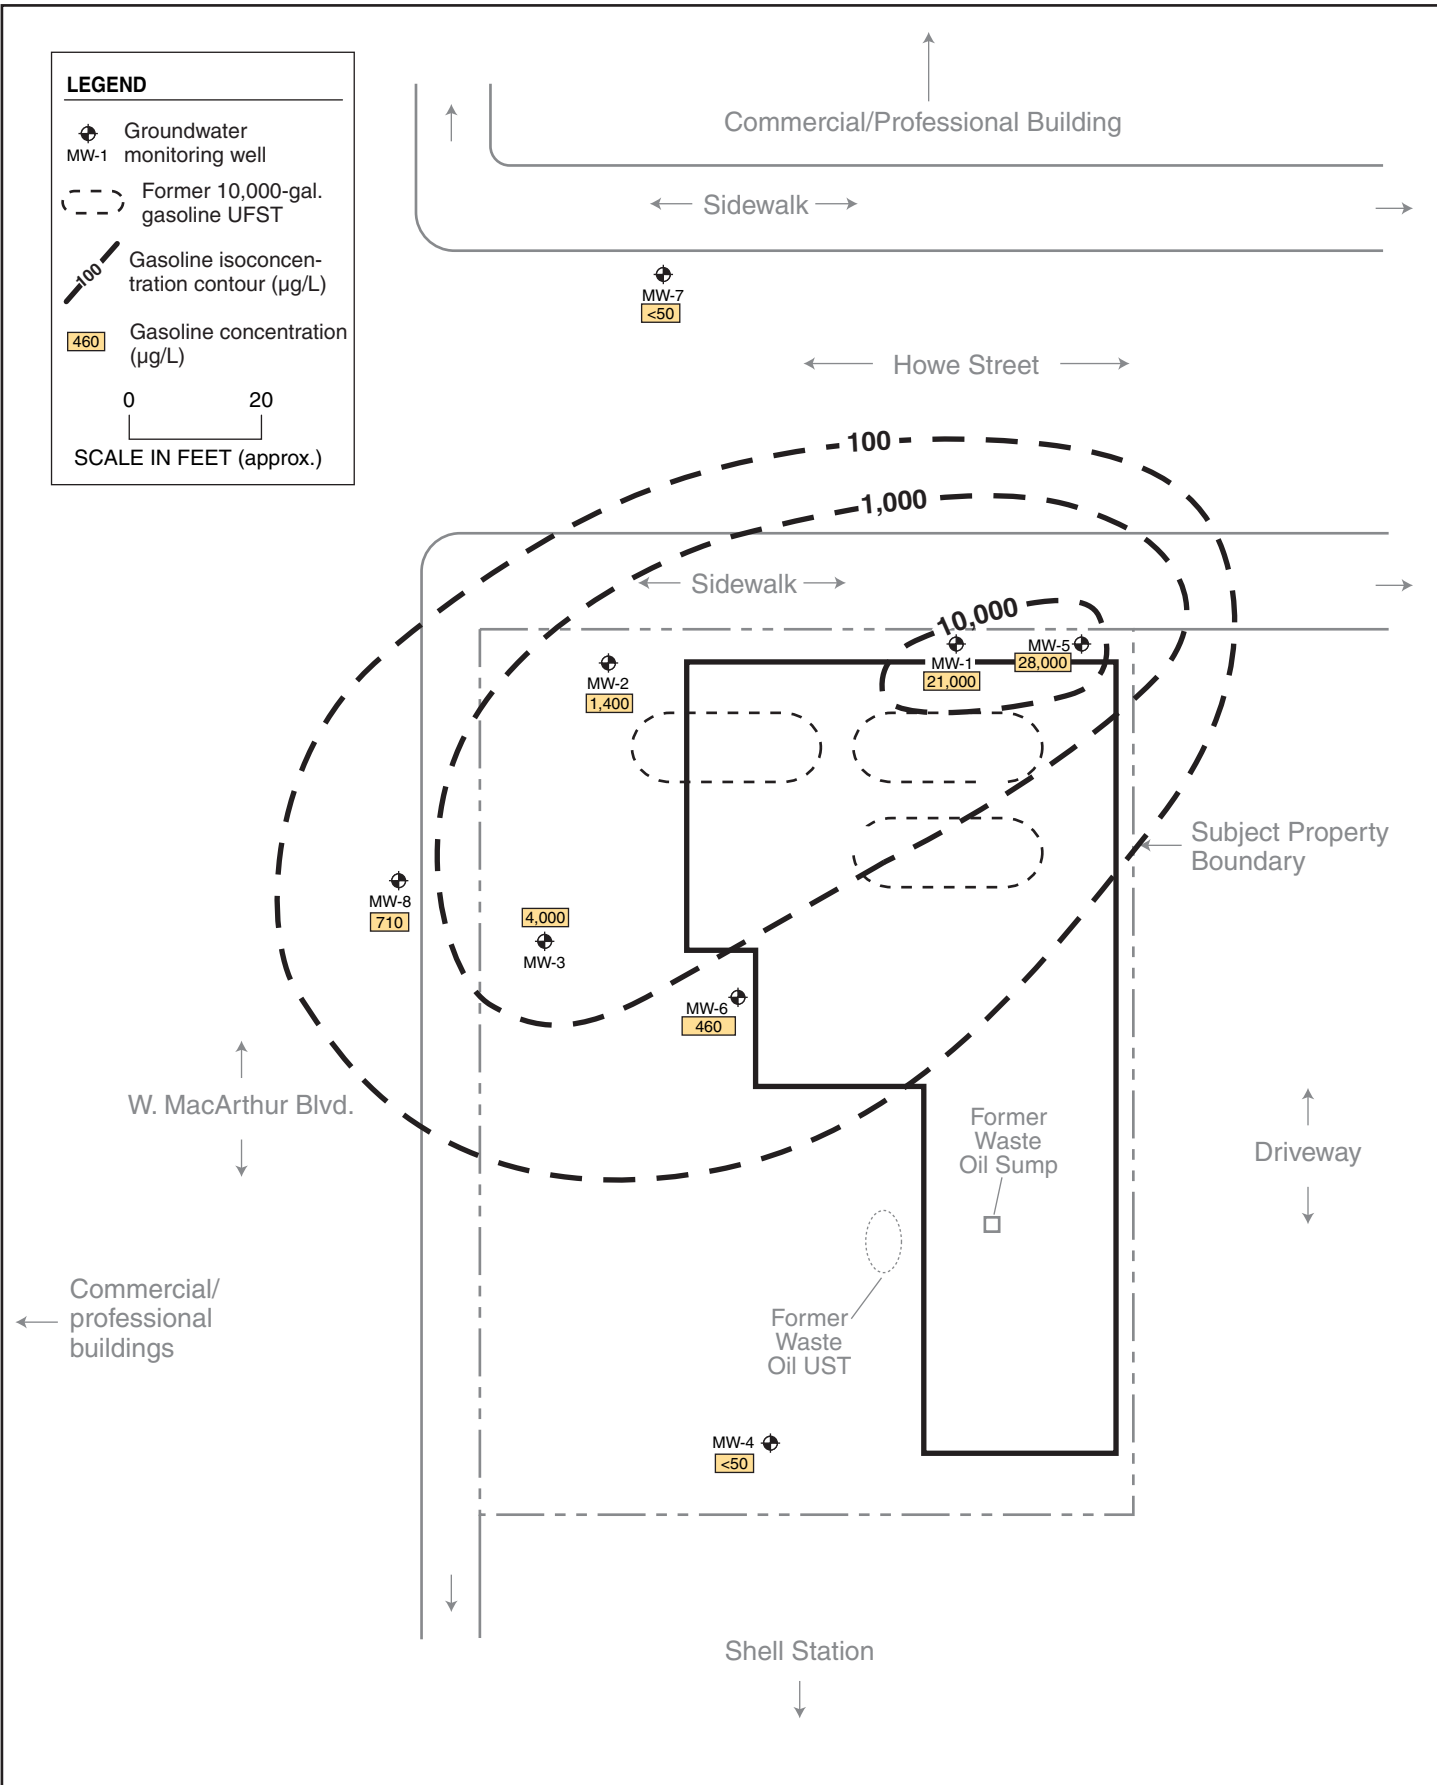 LEGEND
Groundwater
MW-1 monitoring well
Former 10,000-gal.
gasoline UFST
Gasoline isoconcen-
100 tration contour (µg/L)
Gasoline concentration
460 (µg/L)
0 20
SCALE IN FEET (approx.)
Commercial/Professional Building
Sidewalk
MW-7
<50
Howe Street
100
1,000
Sidewalk
10,000
MW-5
28,000
MW-1
21,000
MW-2
1,400
Subject Property
Boundary
MW-8
710
4,000
MW-3
MW-6
460
W. MacArthur Blvd.
Former
Waste
Oil Sump
Driveway
Commercial/
professional
buildings
Former
Waste
Oil UST
MW-4
<50
Shell Station